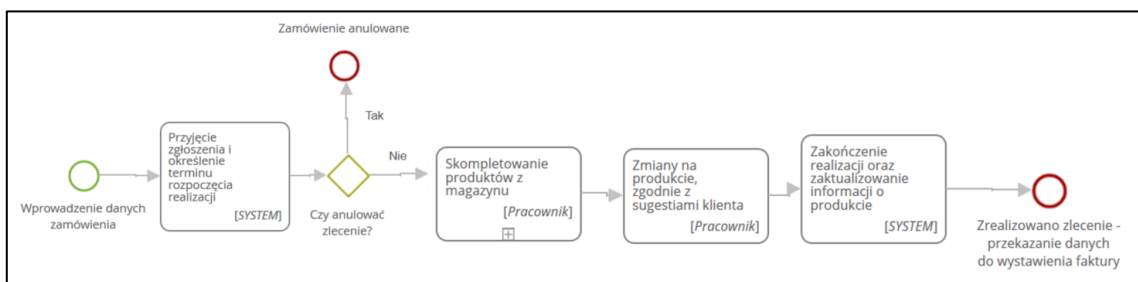 Zamówienie anulowane
Tak
Nie
Wprowadzenie danych
zamówienia
Przyjęcie
zgłoszenia i
określenie
terminu
rozpoczęcia
realizacji
[SYSTEM]
Czy anulować
zlecenie?
Skompletowanie
produktów z
magazynu
[Pracownik]
Zmiany na
produkcie,
zgodnie z
sugestiami klienta
[Pracownik]
Zakończenie
realizacji oraz
zaktualizowanie
informacji o
produkcie
[SYSTEM]
Zrealizowano zlecenie -
przekazanie danych
do wystawienia faktury